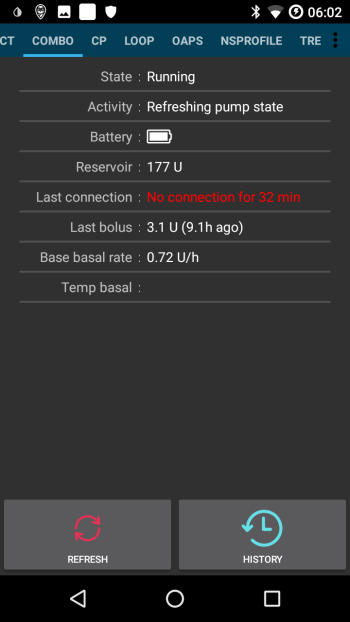 06:02
CT COMBO CP LOOP OAPS NSPROFILE TRE
State : Running
Activity : Refreshing pump state
Battery :
Reservoir : 177 U
Last connection : No connection for 32 min
Last bolus : 3.1 U (9.1h ago)
Base basal rate : 0.72 U/h
Temp basal :
REFRESH HISTORY